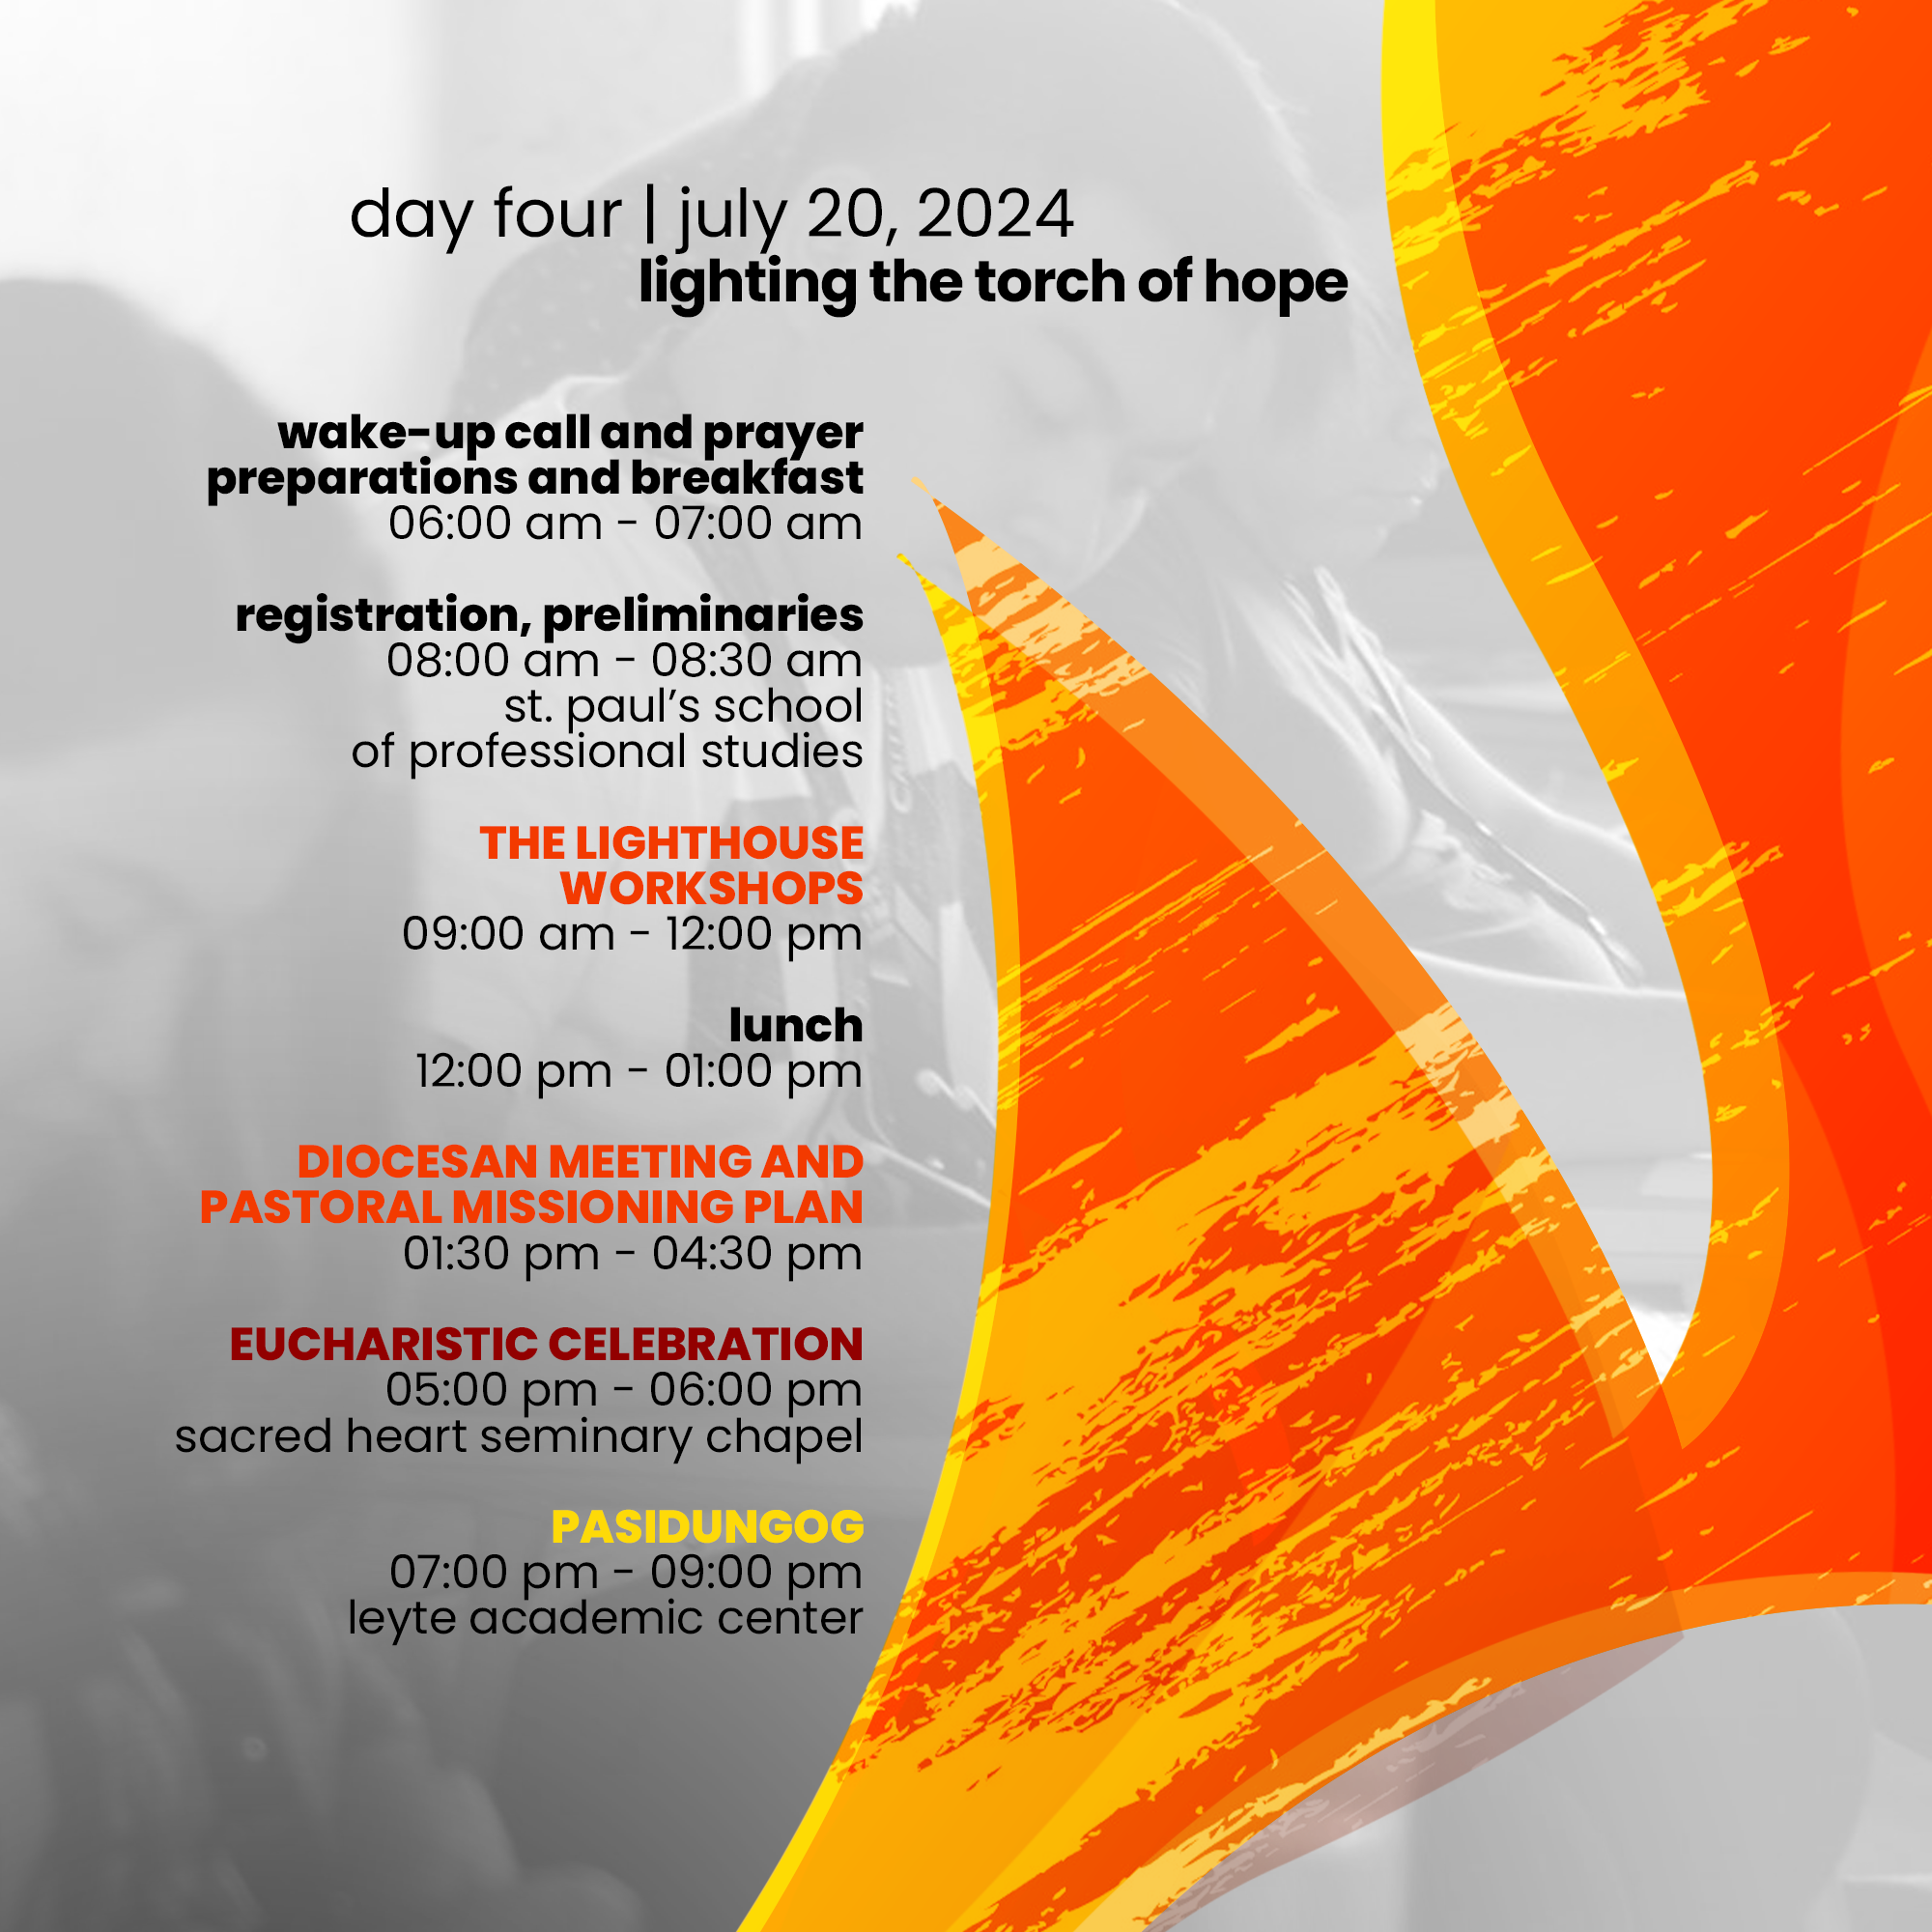 day four | july 20, 2024
lighting the torch of hope
wake-up call and prayer
preparations and breakfast
06:00 am - 07:00 am
registration, preliminaries
08:00 am - 08:30 am
st. paul’s school
of professional studies
THE LIGHTHOUSE
WORKSHOPS
09:00 am - 12:00 pm
lunch
12:00 pm - 01:00 pm
DIOCESAN MEETING AND
PASTORAL MISSIONING PLAN
01:30 pm - 04:30 pm
EUCHARISTIC CELEBRATION
05:00 pm - 06:00 pm
sacred heart seminary chapel
PASIDUNGOG
07:00 pm - 09:00 pm
leyte academic center